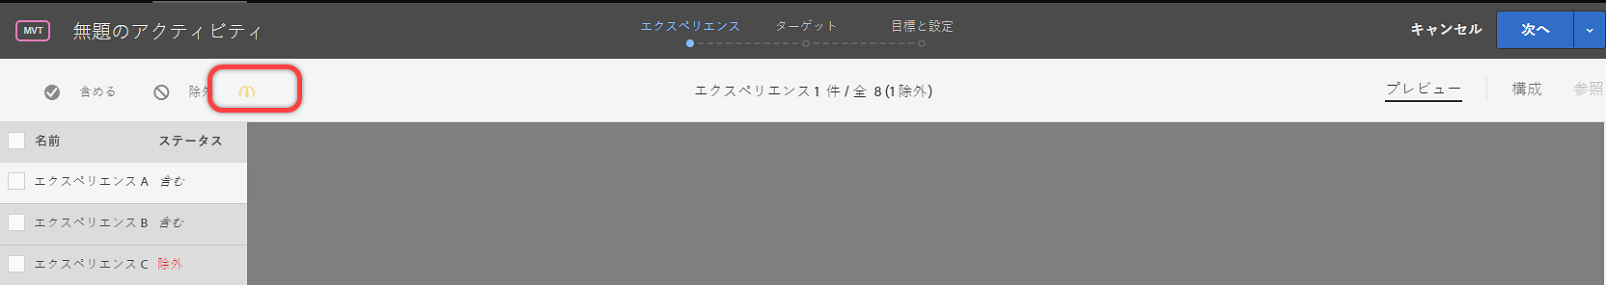 MVT 無題のアクティビティ エクスペリエンス ターゲット 目標と設定 キャンセル 次へ
含める 除外 エクスペリエンス 1 件 / 全 8 (1 除外) プレビュー 構成 参照
名前 ステータス
エクスペリエンス A 含む
エクスペリエンス B 含む
エクスペリエンス C 除外